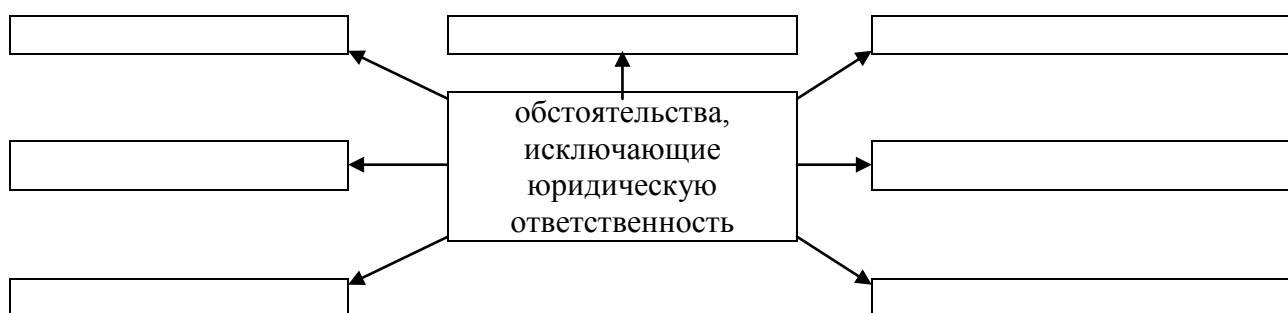 обстоятельства,
исключающие
юридическую
ответственность